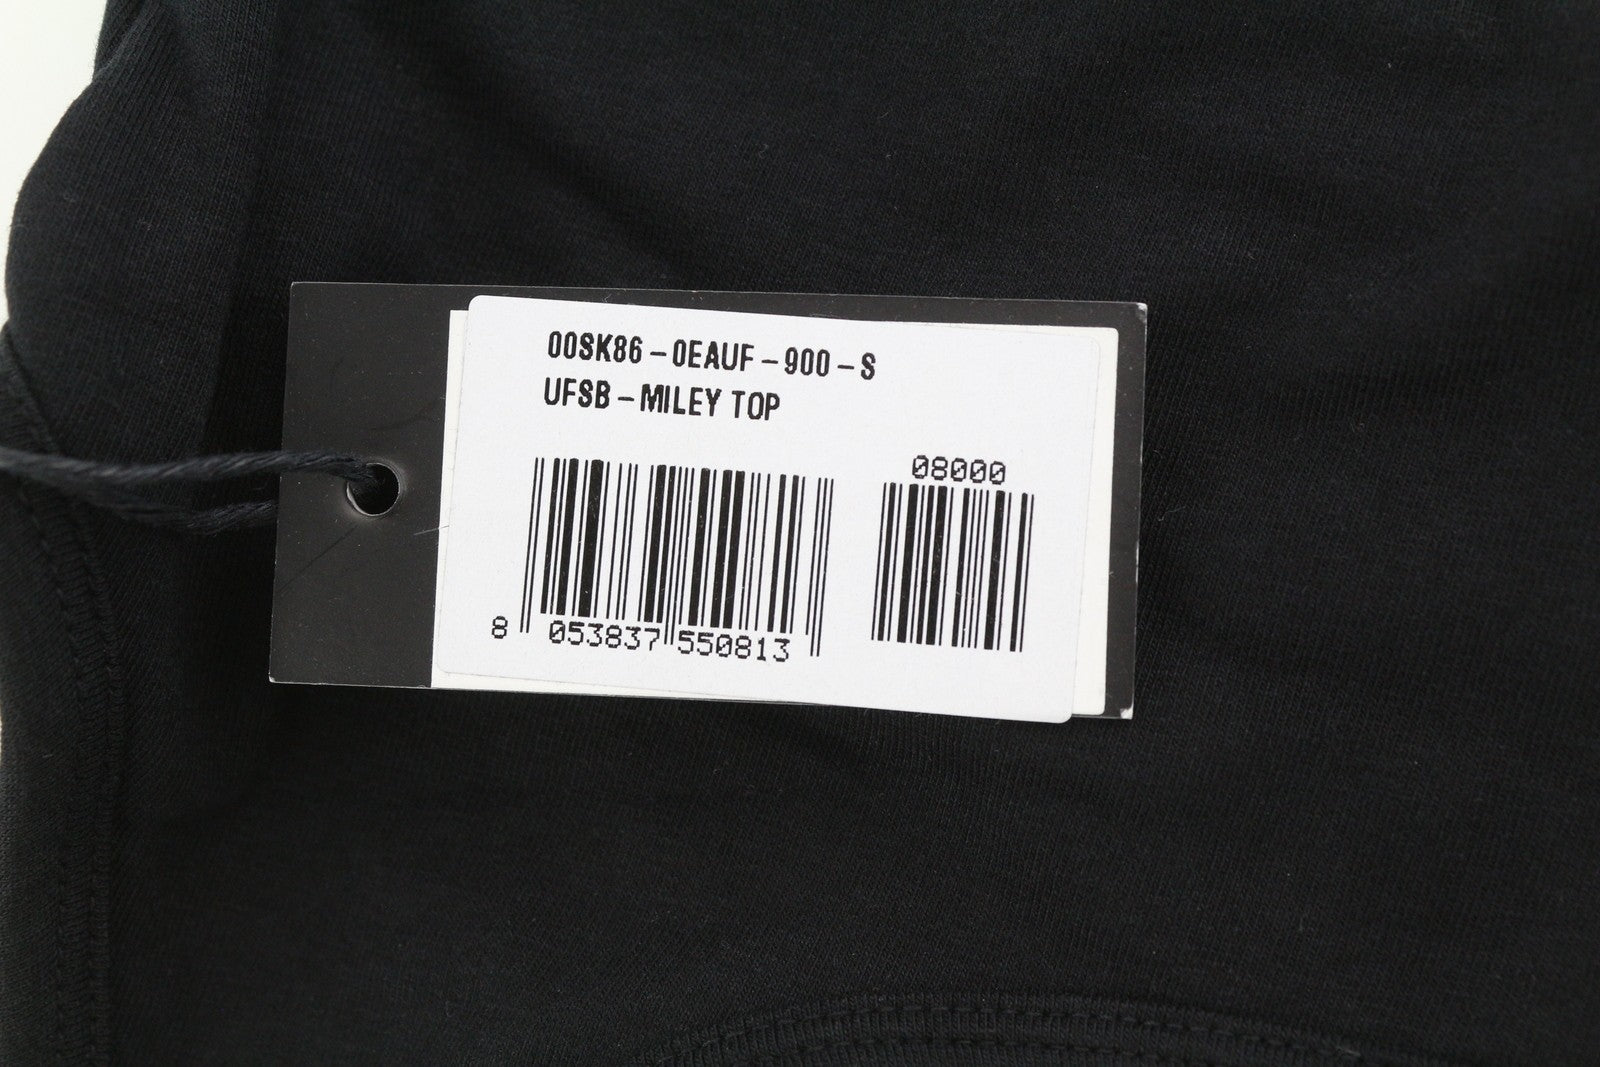 00SK86-0EAUF-900-S
UFSB-MILEY TOP
08000
8 053837 550813